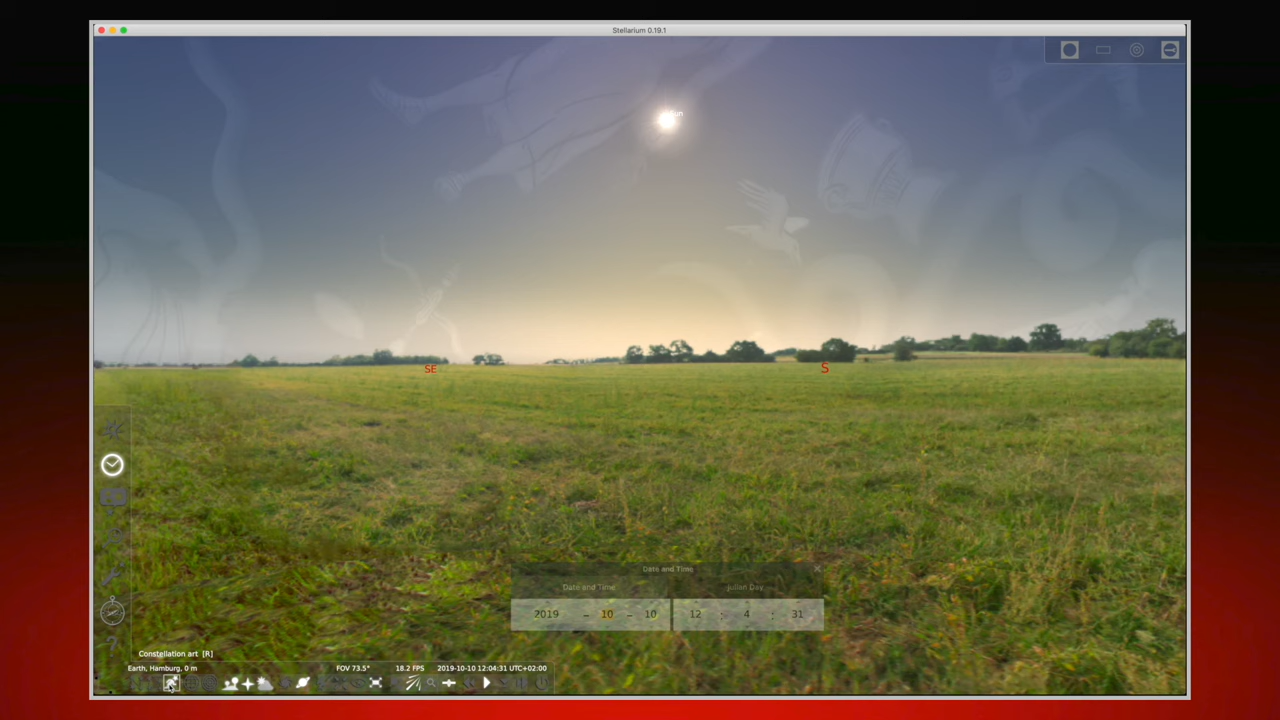 Stellarium 0.19.1
Sun
SE
S
Date and Time
Date and Time Julian Day
2019 – 10 – 10 12 : 4 : 31
Constellation art [R]
Earth, Hamburg, 0 m FOV 73.5° 18.2 FPS 2019-10-10 12:04:31 UTC+02:00